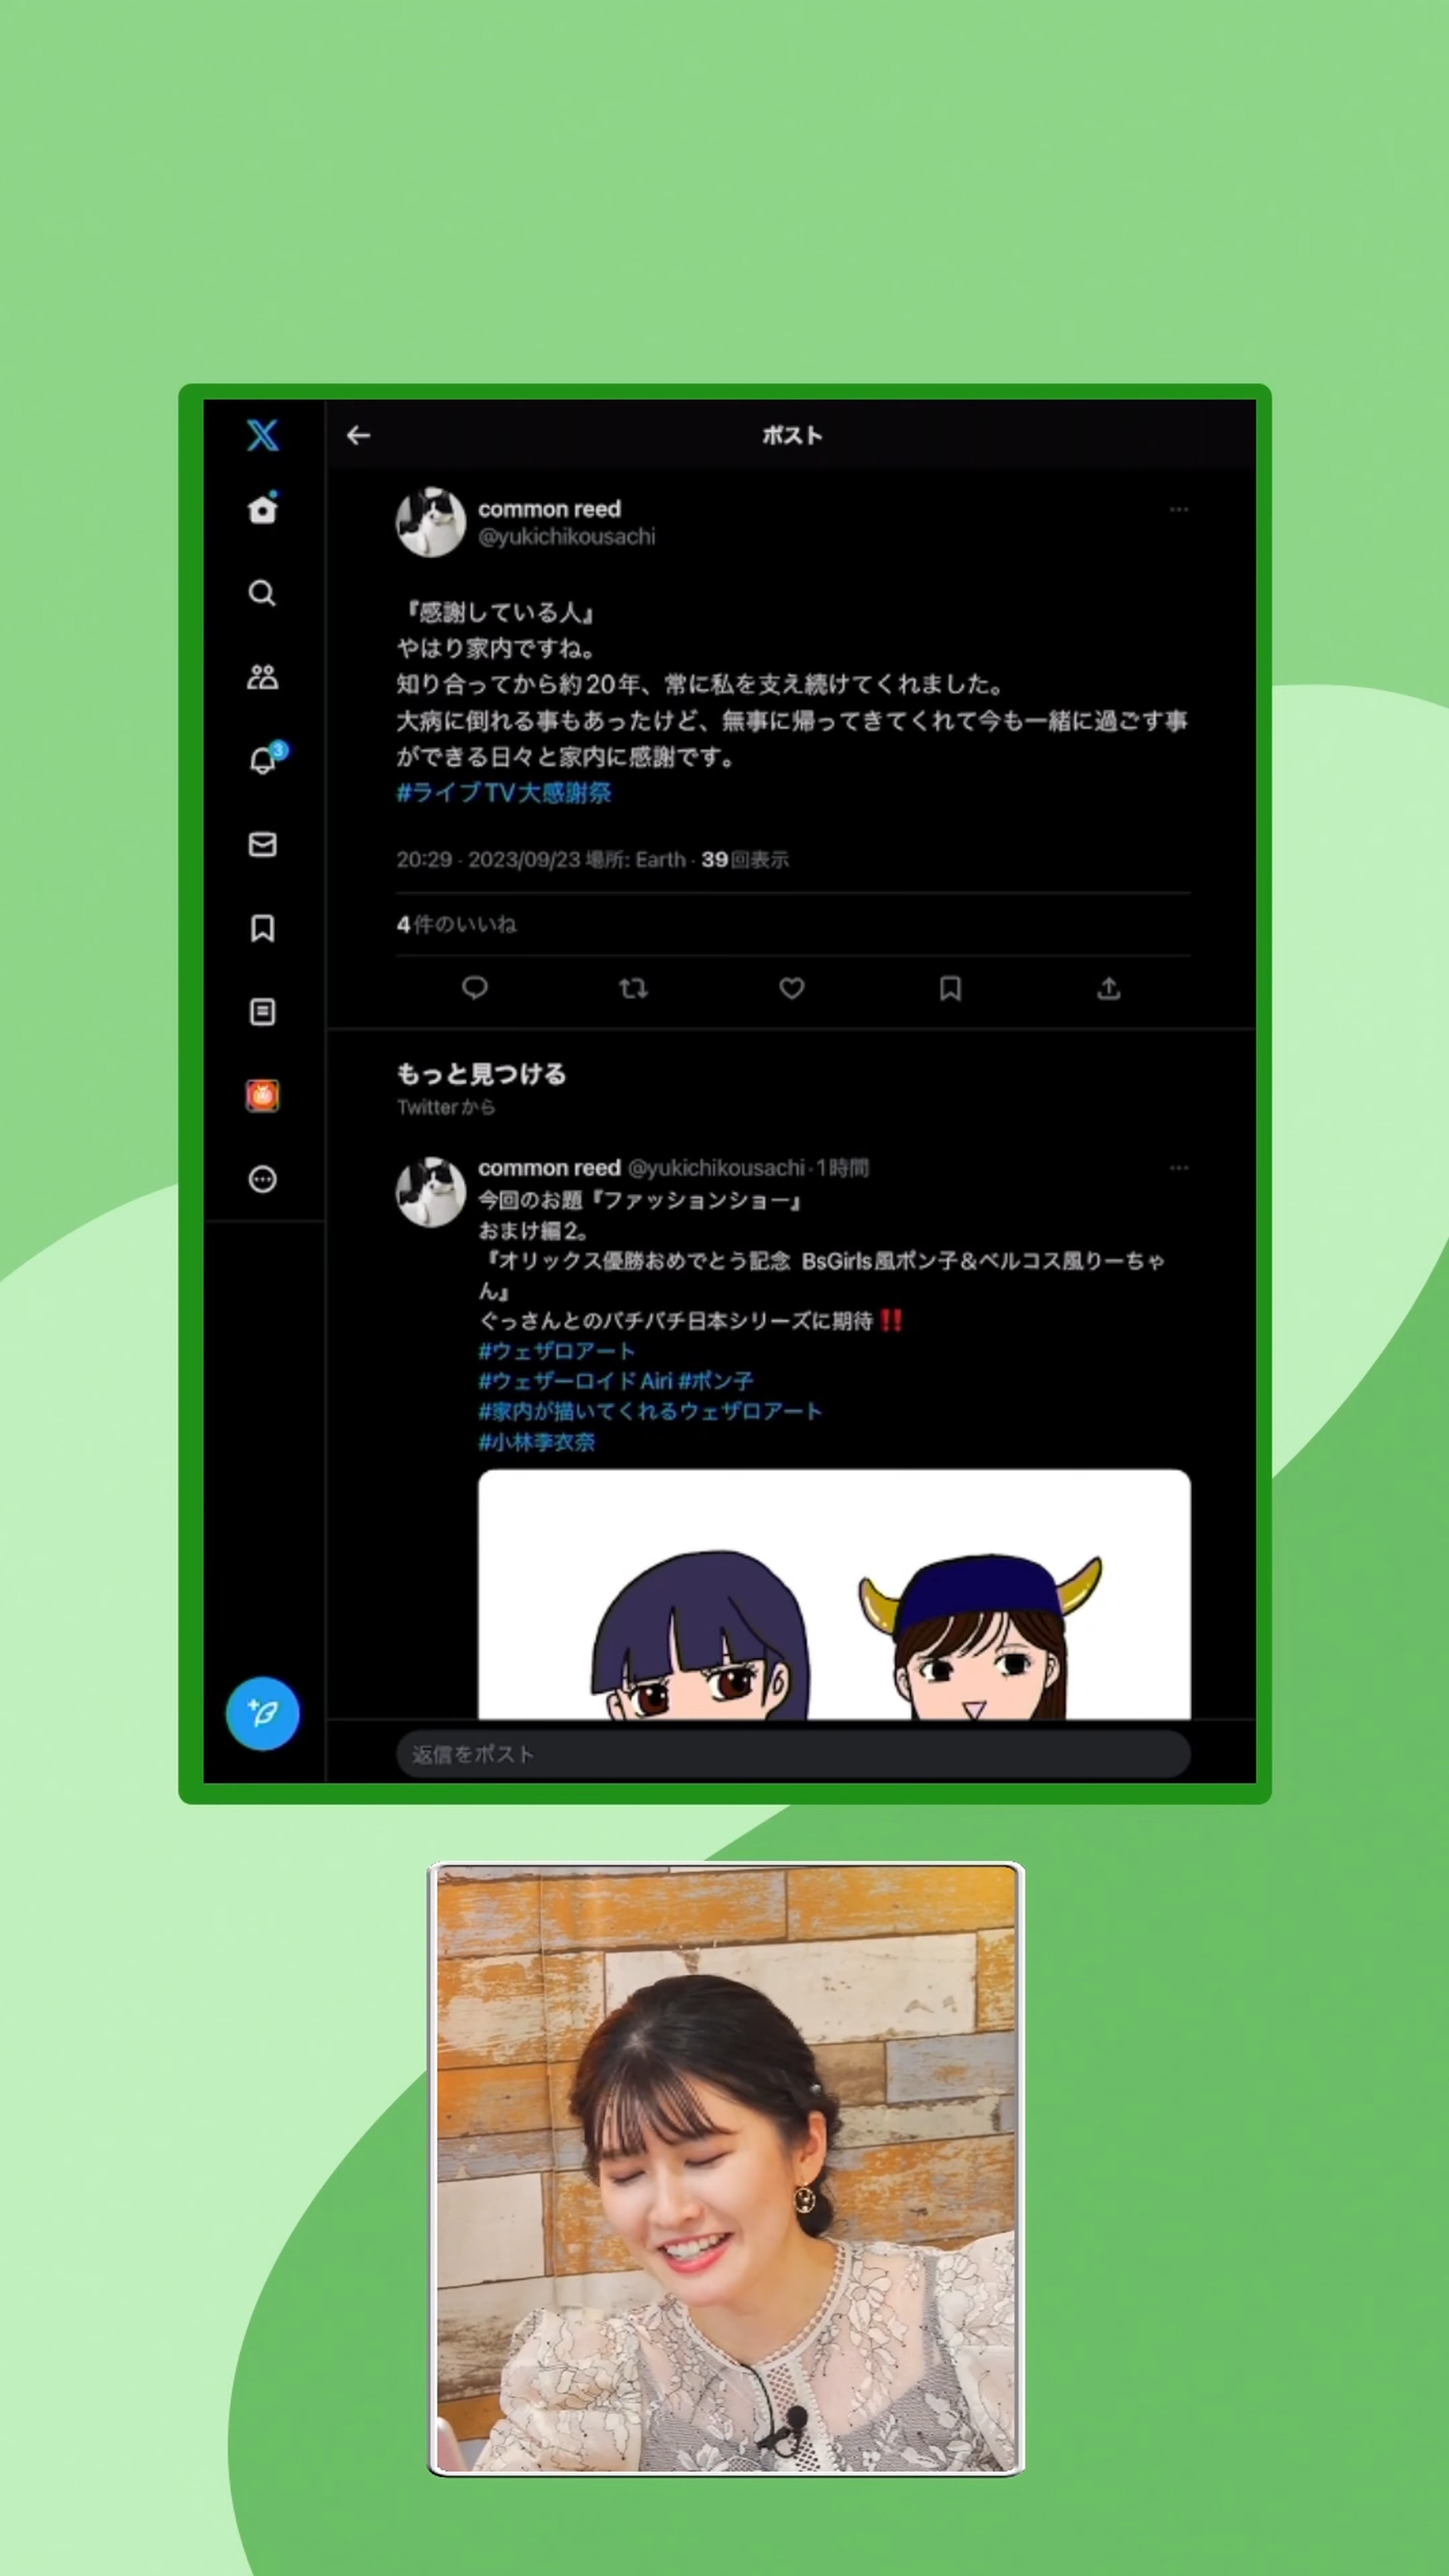 ポスト
common reed
@yukichikousachi
『感謝している人』
やはり家内ですね。
知り合ってから約20年、常に私を支え続けてくれました。
大病に倒れる事もあったけど、無事に帰ってきてくれて今も一緒に過ごす事
ができる日々と家内に感謝です。
#ライブTV大感謝祭
20:29 · 2023/09/23 場所: Earth · 39回表示
4件のいいね
3
もっと見つける
Twitterから
common reed @yukichikousachi · 1時間
今回のお題『ファッションショー』
おまけ編2。
『オリックス優勝おめでとう記念 BsGirls風ポン子&ベルコス風りーちゃ
ん』
ぐっさんとのバチバチ日本シリーズに期待‼️
#ウェザロアート
#ウェザーロイドAiri #ポン子
#家内が描いてくれるウェザロアート
#小林李衣奈
返信をポスト